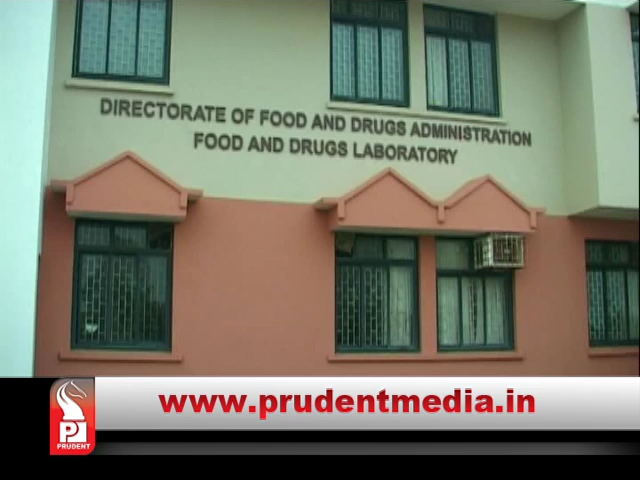 DIRECTORATE OF FOOD AND DRUGS ADMINISTRATION
FOOD AND DRUGS LABORATORY
www.prudentmedia.in
P
PRUDENT